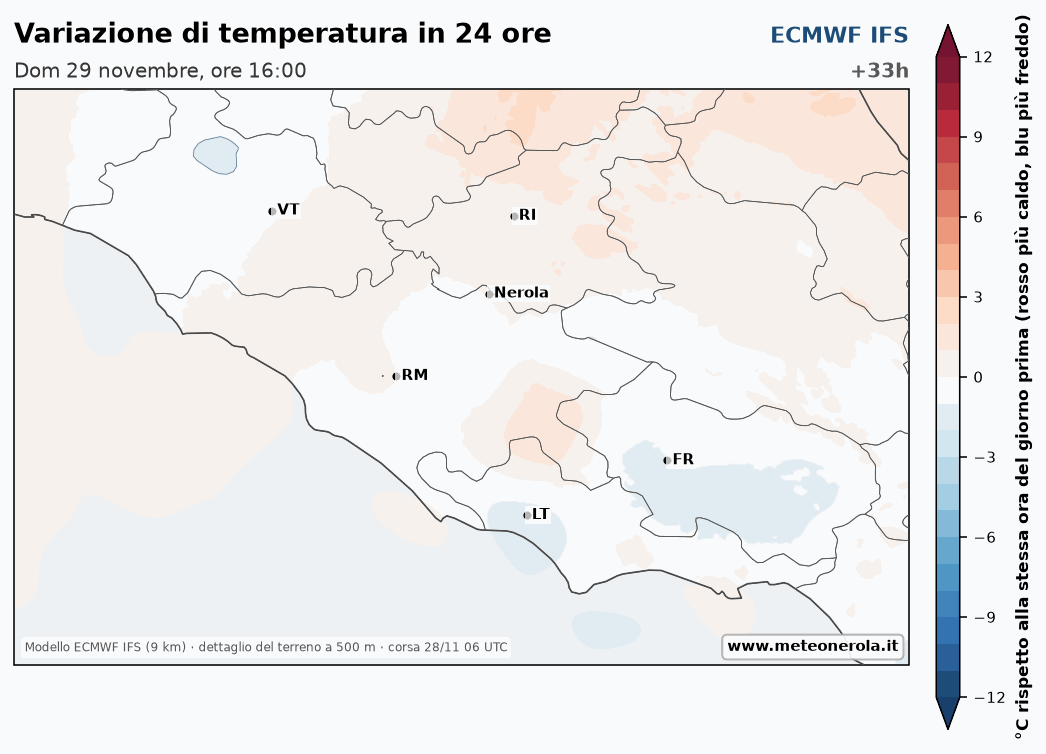 Variazione di temperatura in 24 ore
ECMWF IFS
Dom 29 novembre, ore 16:00
+33h
VT
RI
Nerola
RM
FR
LT
Modello ECMWF IFS (9 km) · dettaglio del terreno a 500 m · corsa 28/11 06 UTC
www.meteonerola.it
12
9
6
3
0
−3
−6
−9
−12
°C rispetto alla stessa ora del giorno prima (rosso più caldo, blu più freddo)